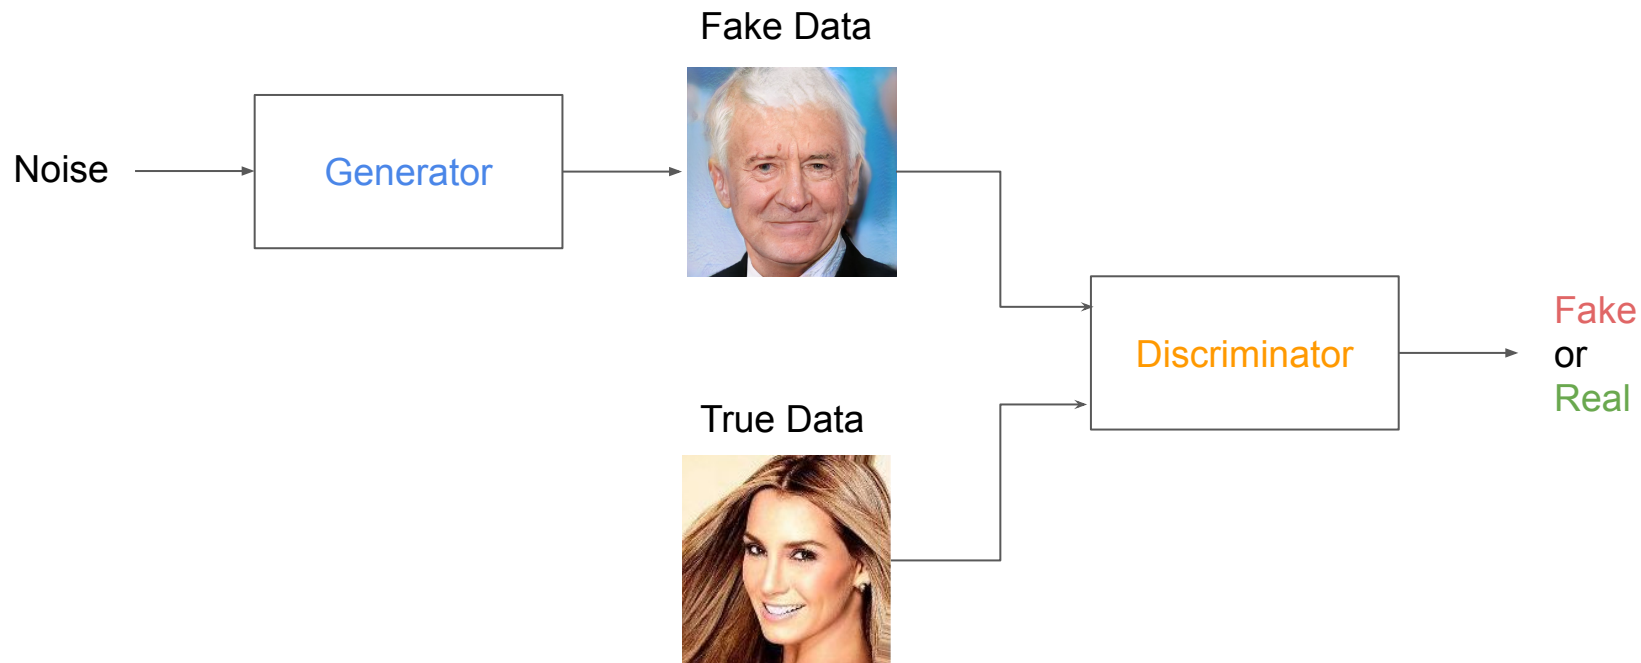 Fake Data
Noise
Generator
Discriminator
Fake
or
Real
True Data